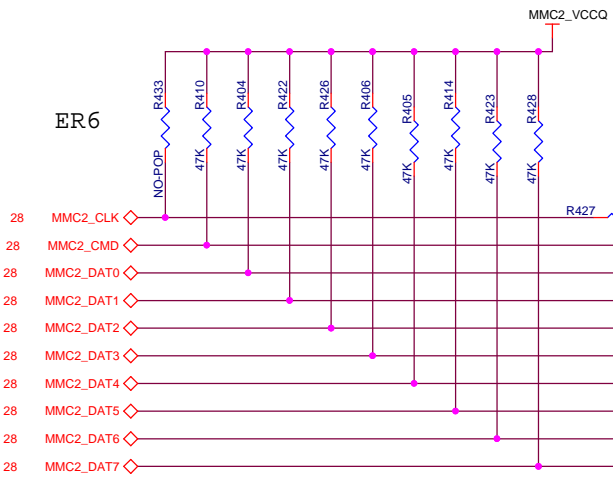 MMC2_VCCQ
R433
R410
R404
R422
R426
R406
R405
R414
R423
R428
ER6
NO-POP
47K
47K
47K
47K
47K
47K
47K
47K
47K
R427
28 MMC2_CLK
28 MMC2_CMD
28 MMC2_DAT0
28 MMC2_DAT1
28 MMC2_DAT2
28 MMC2_DAT3
28 MMC2_DAT4
28 MMC2_DAT5
28 MMC2_DAT6
28 MMC2_DAT7